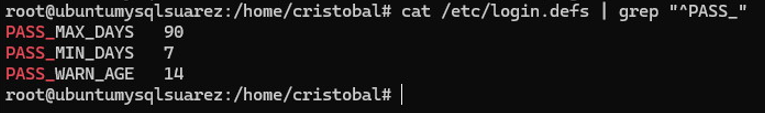 root@ubuntumysqlsuarez:/home/cristobal# cat /etc/login.defs | grep "^PASS_"
PASS_MAX_DAYS   90
PASS_MIN_DAYS   7
PASS_WARN_AGE   14
root@ubuntumysqlsuarez:/home/cristobal#